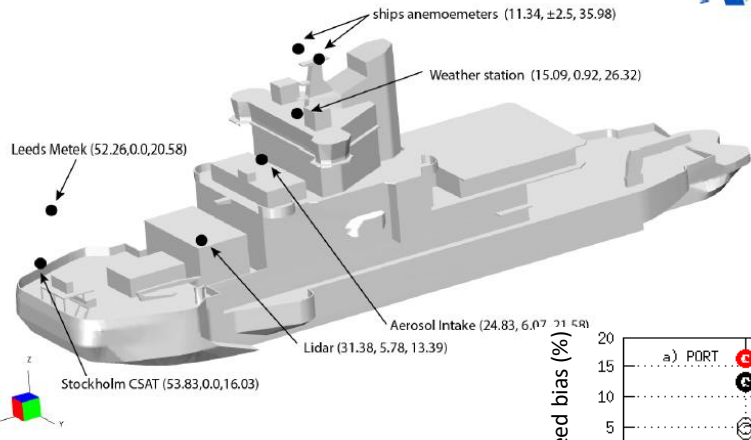 ships anemoemeters (11.34, ±2.5, 35.98)
Weather station (15.09, 0.92, 26.32)
Leeds Metek (52.26,0.0,20.58)
Aerosol Intake (24.83, 6.07, 21.58)
Lidar (31.38, 5.78, 13.39)
Stockholm CSAT (53.83,0.0,16.03)
z
Y
eed bias (%)
20
a) PORT
15
10
5